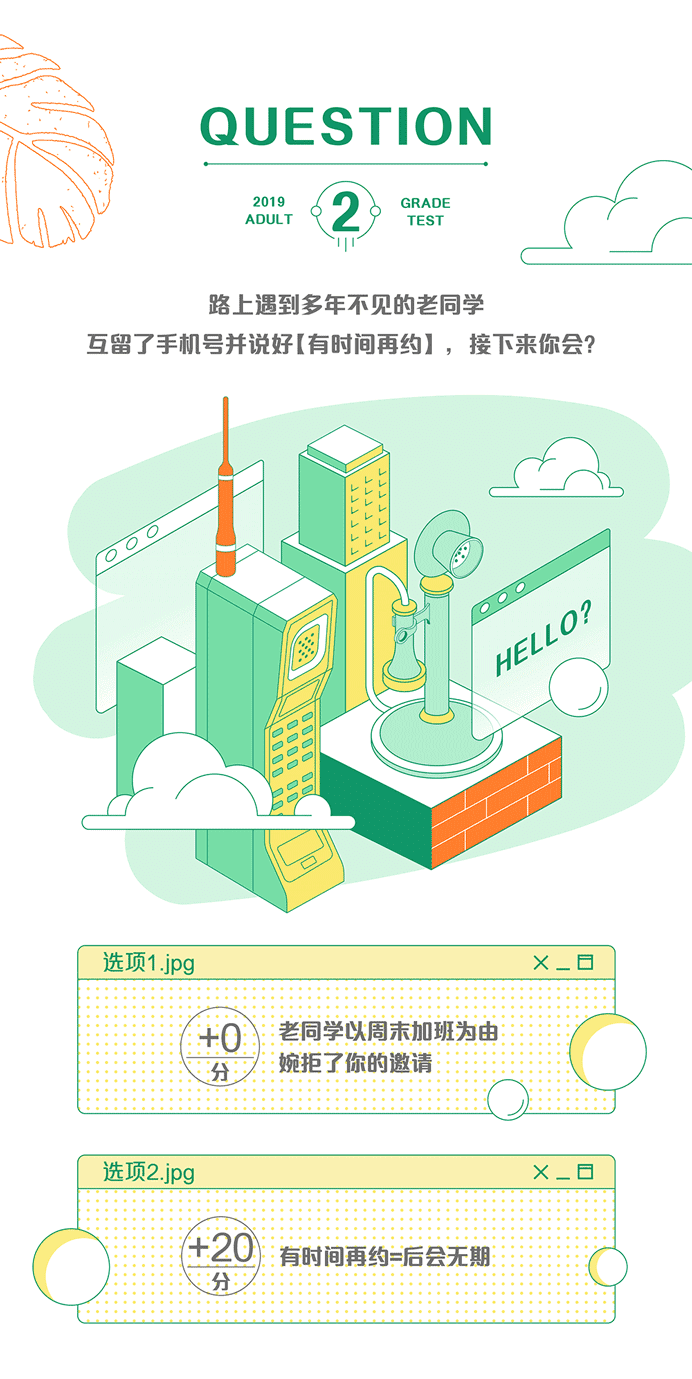 QUESTION
2019
ADULT
2
GRADE
TEST
路上遇到多年不见的老同学
互留了手机号并说好【有时间再约】，接下来你会?
HELLO?
选项1.jpg
+0
分
老同学以周末加班为由
婉拒了你的邀请
选项2.jpg
+20
分
有时间再约=后会无期